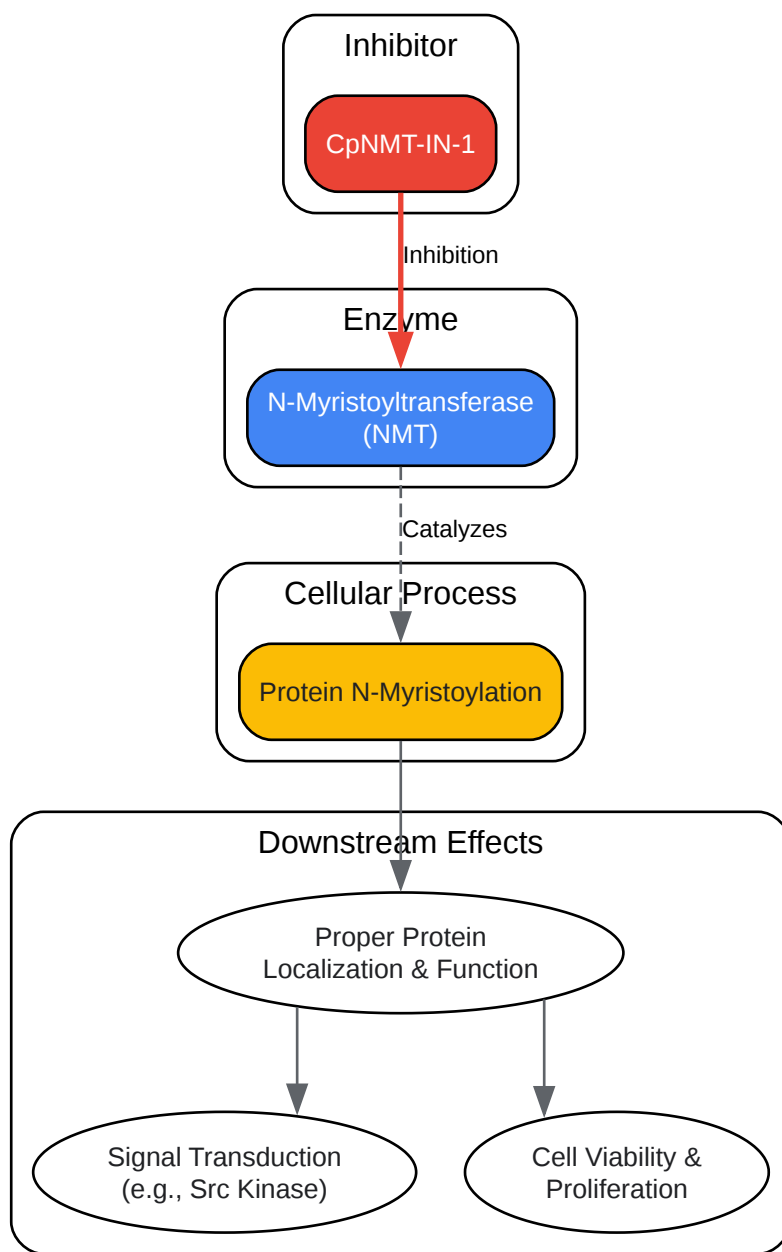 Inhibitor
CpNMT-IN-1
Inhibition
Enzyme
N-Myristoyltransferase
(NMT)
Catalyzes
Cellular Process
Protein N-Myristoylation
Downstream Effects
Proper Protein
Localization & Function
Signal Transduction
(e.g., Src Kinase)
Cell Viability &
Proliferation